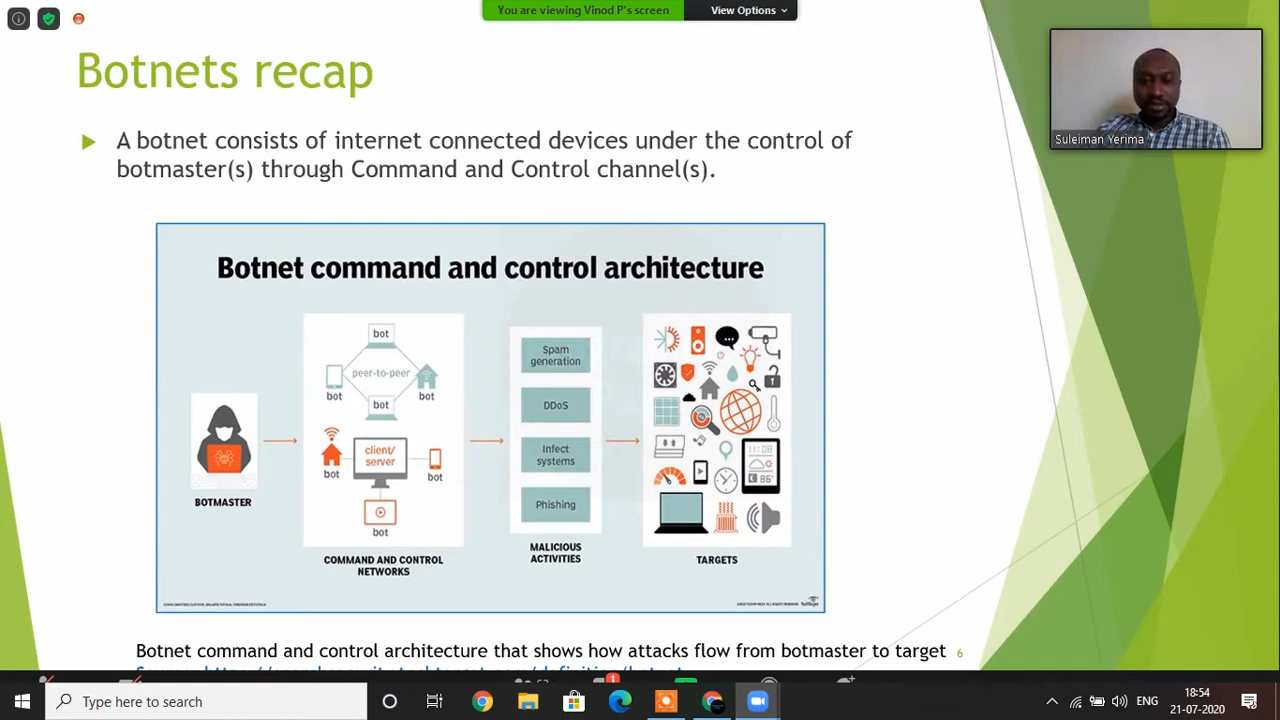 You are viewing Vinod P's screen
View Options
Botnets recap
A botnet consists of internet connected devices under the control of
botmaster(s) through Command and Control channel(s).
Suleiman Yerima
Botnet command and control architecture
bot
peer-to-peer
bot
bot
bot
client/
server
bot
bot
bot
BOTMASTER
COMMAND AND CONTROL
NETWORKS
Spam
generation
DDoS
Infect
systems
Phishing
MALICIOUS
ACTIVITIES
11:08
86°
TARGETS
Botnet command and control architecture that shows how attacks flow from botmaster to target
6
1
Type here to search
ENG
18:54
21-07-2020